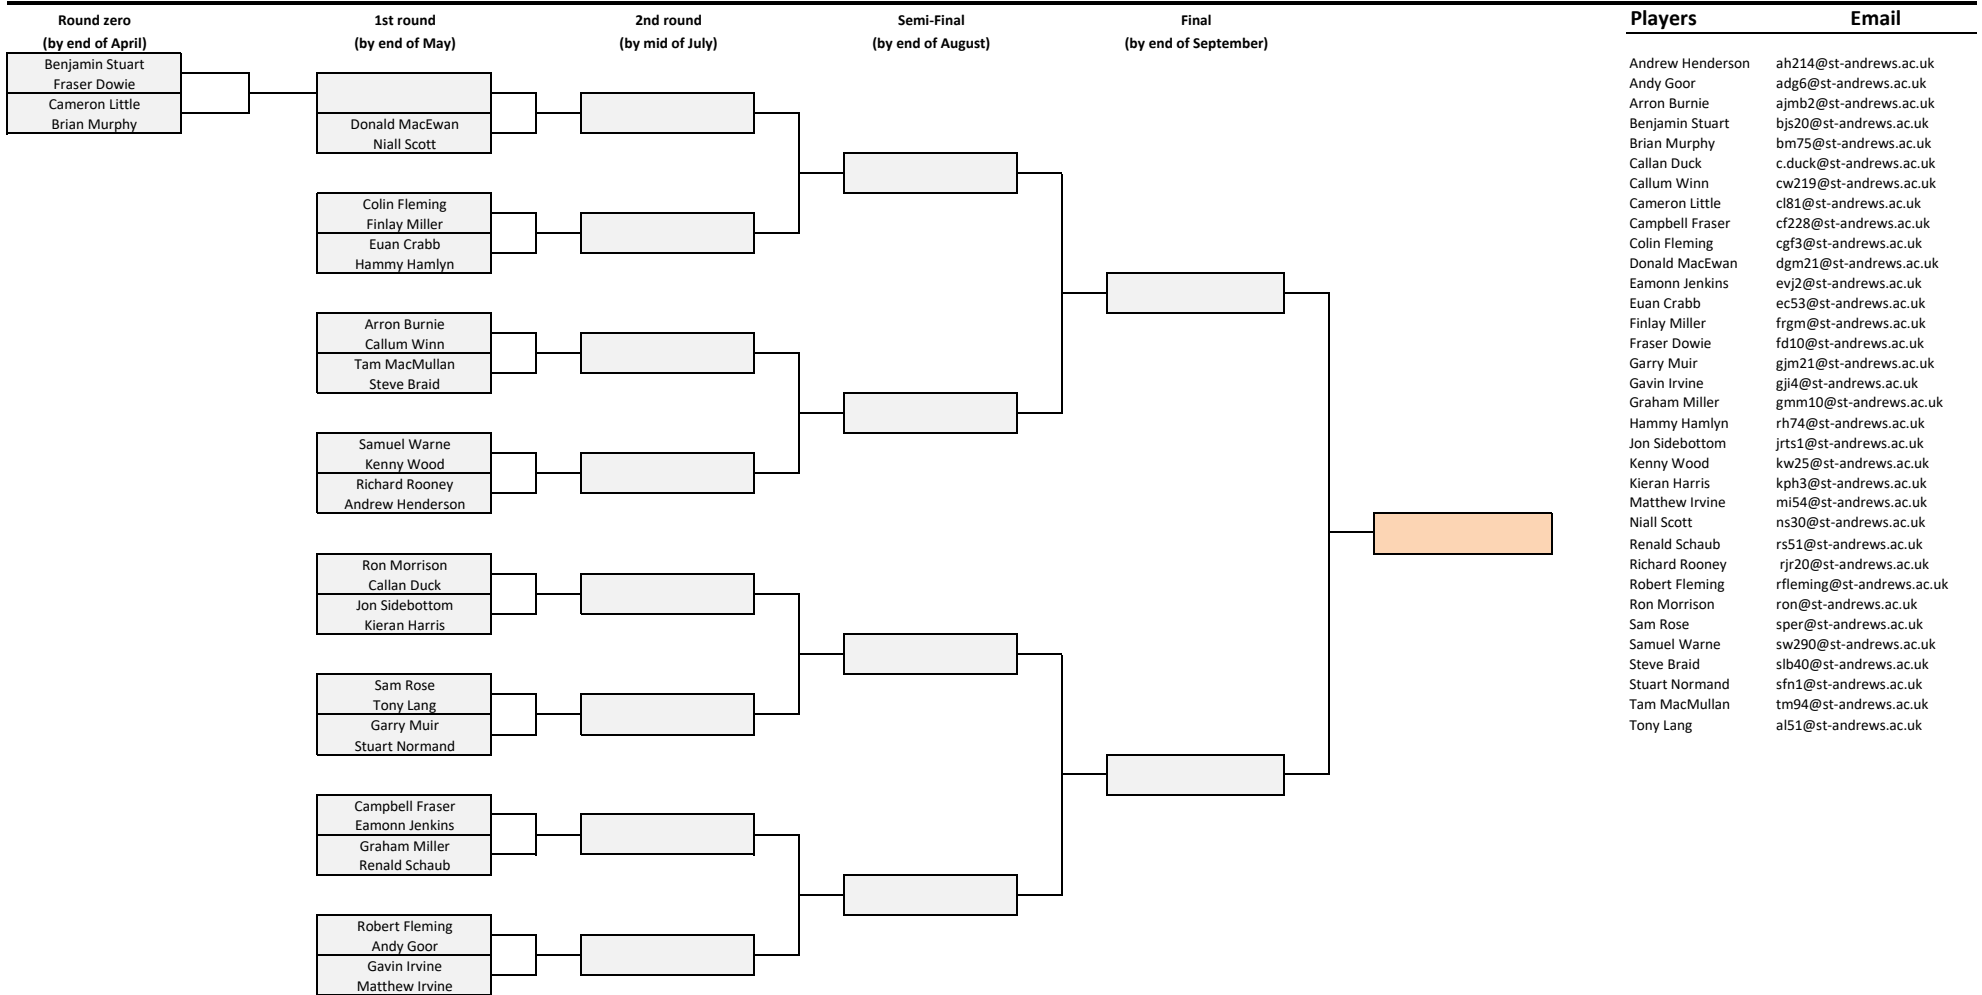 Round zero
(by end of April)
1st round
(by end of May)
2nd round
(by mid of July)
Semi-Final
(by end of August)
Final
(by end of September)
Benjamin Stuart
Fraser Dowie
Cameron Little
Brian Murphy
Donald MacEwan
Niall Scott
Colin Fleming
Finlay Miller
Euan Crabb
Hammy Hamlyn
Arron Burnie
Callum Winn
Tam MacMullan
Steve Braid
Samuel Warne
Kenny Wood
Richard Rooney
Andrew Henderson
Ron Morrison
Callan Duck
Jon Sidebottom
Kieran Harris
Sam Rose
Tony Lang
Garry Muir
Stuart Normand
Campbell Fraser
Eamonn Jenkins
Graham Miller
Renald Schaub
Robert Fleming
Andy Goor
Gavin Irvine
Matthew Irvine
Players Email
Andrew Henderson ah214@st-andrews.ac.uk
Andy Goor adg6@st-andrews.ac.uk
Arron Burnie ajmb2@st-andrews.ac.uk
Benjamin Stuart bjs20@st-andrews.ac.uk
Brian Murphy bm75@st-andrews.ac.uk
Callan Duck c.duck@st-andrews.ac.uk
Callum Winn cw219@st-andrews.ac.uk
Cameron Little cl81@st-andrews.ac.uk
Campbell Fraser cf228@st-andrews.ac.uk
Colin Fleming cgf3@st-andrews.ac.uk
Donald MacEwan dgm21@st-andrews.ac.uk
Eamonn Jenkins evj2@st-andrews.ac.uk
Euan Crabb ec53@st-andrews.ac.uk
Finlay Miller frgm@st-andrews.ac.uk
Fraser Dowie fd10@st-andrews.ac.uk
Garry Muir gjm21@st-andrews.ac.uk
Gavin Irvine gji4@st-andrews.ac.uk
Graham Miller gmm10@st-andrews.ac.uk
Hammy Hamlyn rh74@st-andrews.ac.uk
Jon Sidebottom jrts1@st-andrews.ac.uk
Kenny Wood kw25@st-andrews.ac.uk
Kieran Harris kph3@st-andrews.ac.uk
Matthew Irvine mi54@st-andrews.ac.uk
Niall Scott ns30@st-andrews.ac.uk
Renald Schaub rs51@st-andrews.ac.uk
Richard Rooney rjr20@st-andrews.ac.uk
Robert Fleming rfleming@st-andrews.ac.uk
Ron Morrison ron@st-andrews.ac.uk
Sam Rose sper@st-andrews.ac.uk
Samuel Warne sw290@st-andrews.ac.uk
Steve Braid slb40@st-andrews.ac.uk
Stuart Normand sfn1@st-andrews.ac.uk
Tam MacMullan tm94@st-andrews.ac.uk
Tony Lang al51@st-andrews.ac.uk